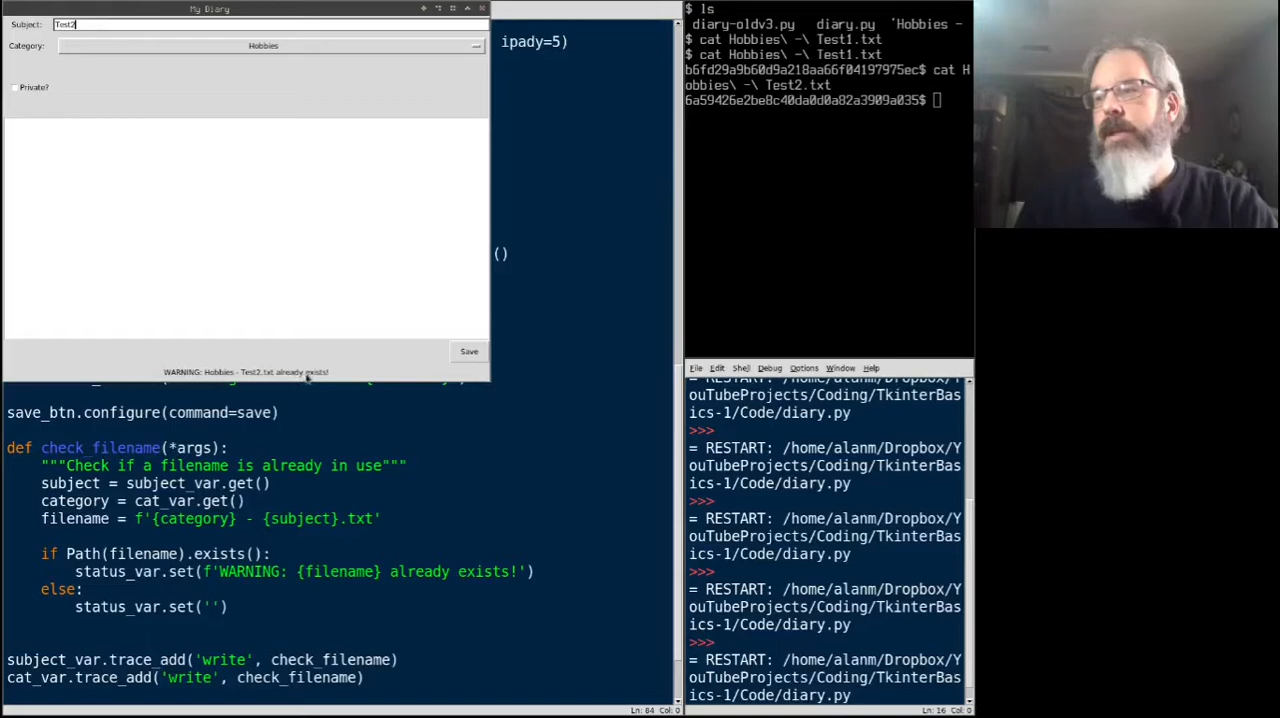 My Diary
Subject: Test2
Category: Hobbies
Private?
Save
WARNING: Hobbies - Test2.txt already exists!
ipady=5)
()
save_btn.configure(command=save)
def check_filename(*args):
"""Check if a filename is already in use"""
subject = subject_var.get()
category = cat_var.get()
filename = f'{category} - {subject}.txt'
if Path(filename).exists():
status_var.set(f'WARNING: {filename} already exists!')
else:
status_var.set('')
subject_var.trace_add('write', check_filename)
cat_var.trace_add('write', check_filename)
Ln: 84 Col: 0
$ ls
diary-oldv3.py diary.py 'Hobbies -
$ cat Hobbies\ -\ Test1.txt
$ cat Hobbies\ -\ Test1.txt
b6fd29a9b60d9a218aa66f04197975ec$ cat H
obbies\ -\ Test2.txt
6a59426e2be8c40da0d0a82a3909a035$
File Edit Shell Debug Options Window Help
ouTubeProjects/Coding/TkinterBas
ics-1/Code/diary.py
>>>
= RESTART: /home/alanm/Dropbox/Y
ouTubeProjects/Coding/TkinterBas
ics-1/Code/diary.py
>>>
= RESTART: /home/alanm/Dropbox/Y
ouTubeProjects/Coding/TkinterBas
ics-1/Code/diary.py
>>>
= RESTART: /home/alanm/Dropbox/Y
ouTubeProjects/Coding/TkinterBas
ics-1/Code/diary.py
>>>
= RESTART: /home/alanm/Dropbox/Y
ouTubeProjects/Coding/TkinterBas
ics-1/Code/diary.py
>>>
= RESTART: /home/alanm/Dropbox/Y
ouTubeProjects/Coding/TkinterBas
ics-1/Code/diary.py
Ln: 16 Col: 0